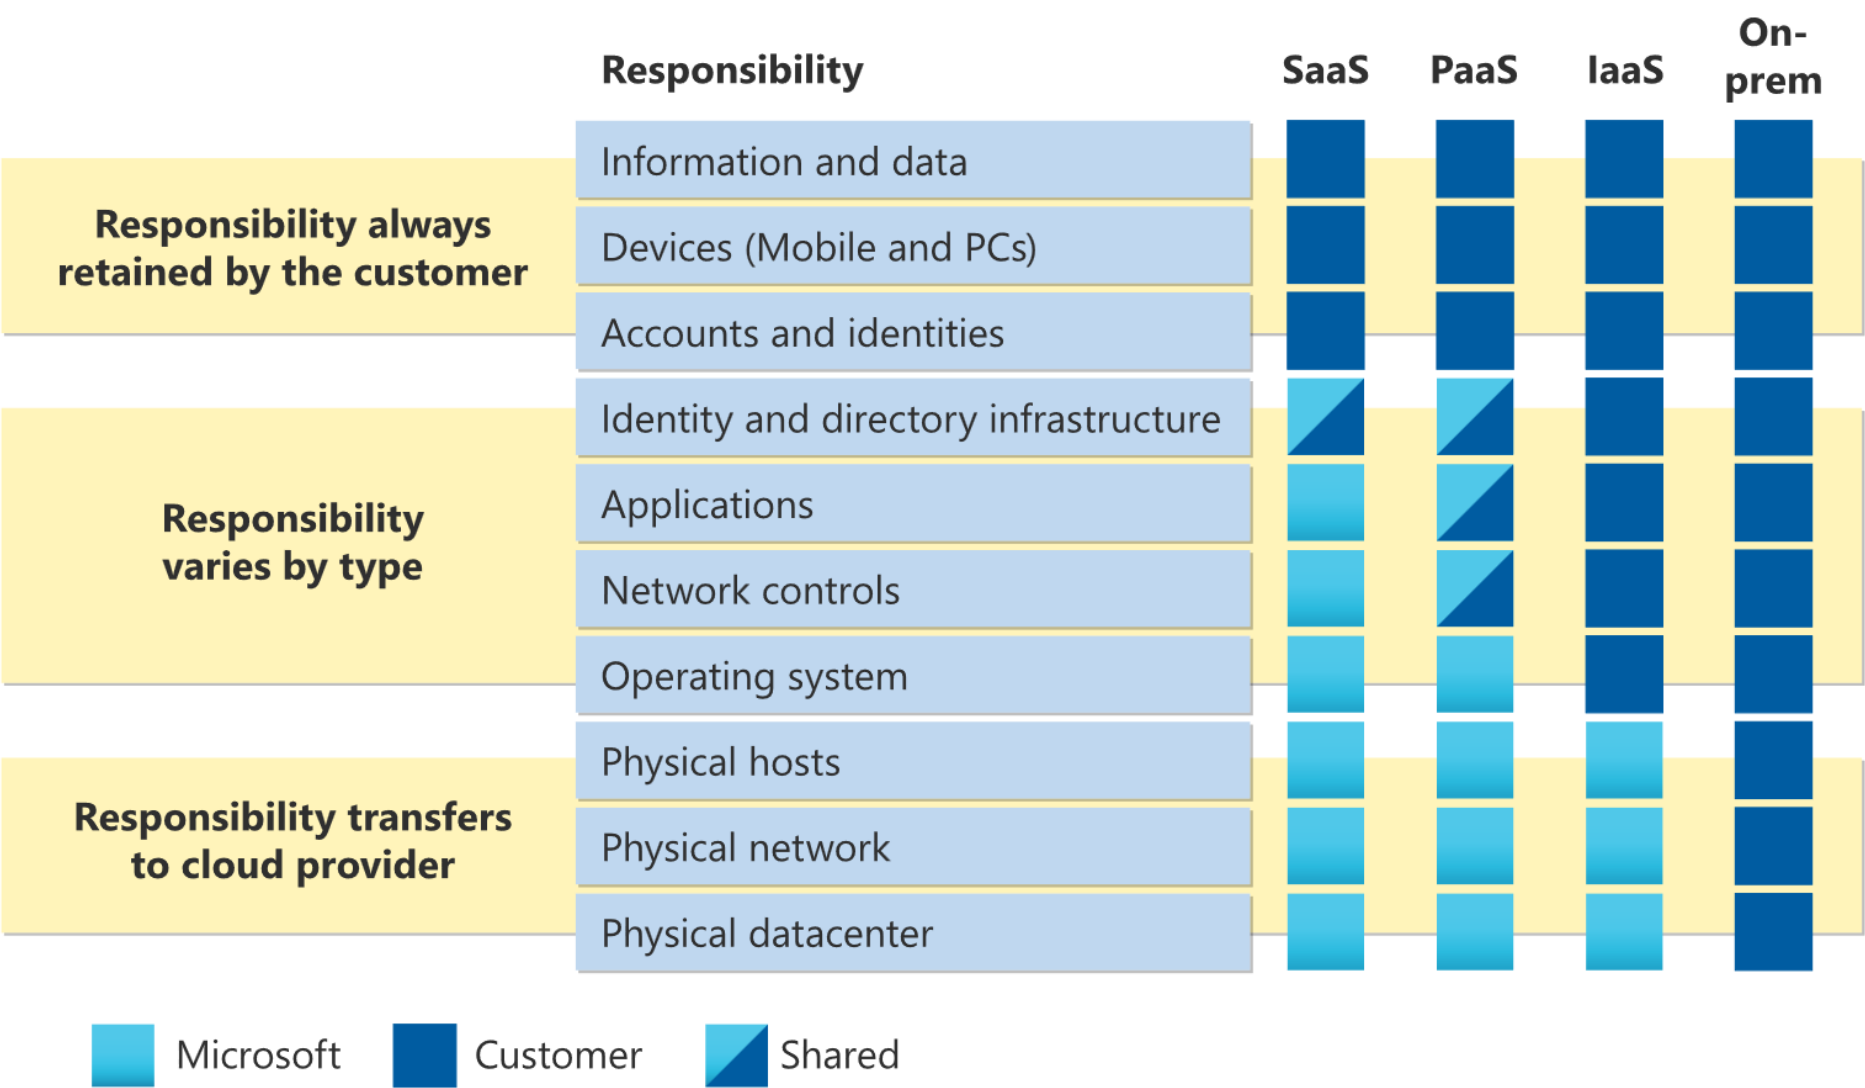 Responsibility
SaaS
PaaS
IaaS
On-
prem
Responsibility always
retained by the customer
Information and data
Devices (Mobile and PCs)
Accounts and identities
Responsibility
varies by type
Identity and directory infrastructure
Applications
Network controls
Operating system
Responsibility transfers
to cloud provider
Physical hosts
Physical network
Physical datacenter
Microsoft
Customer
Shared